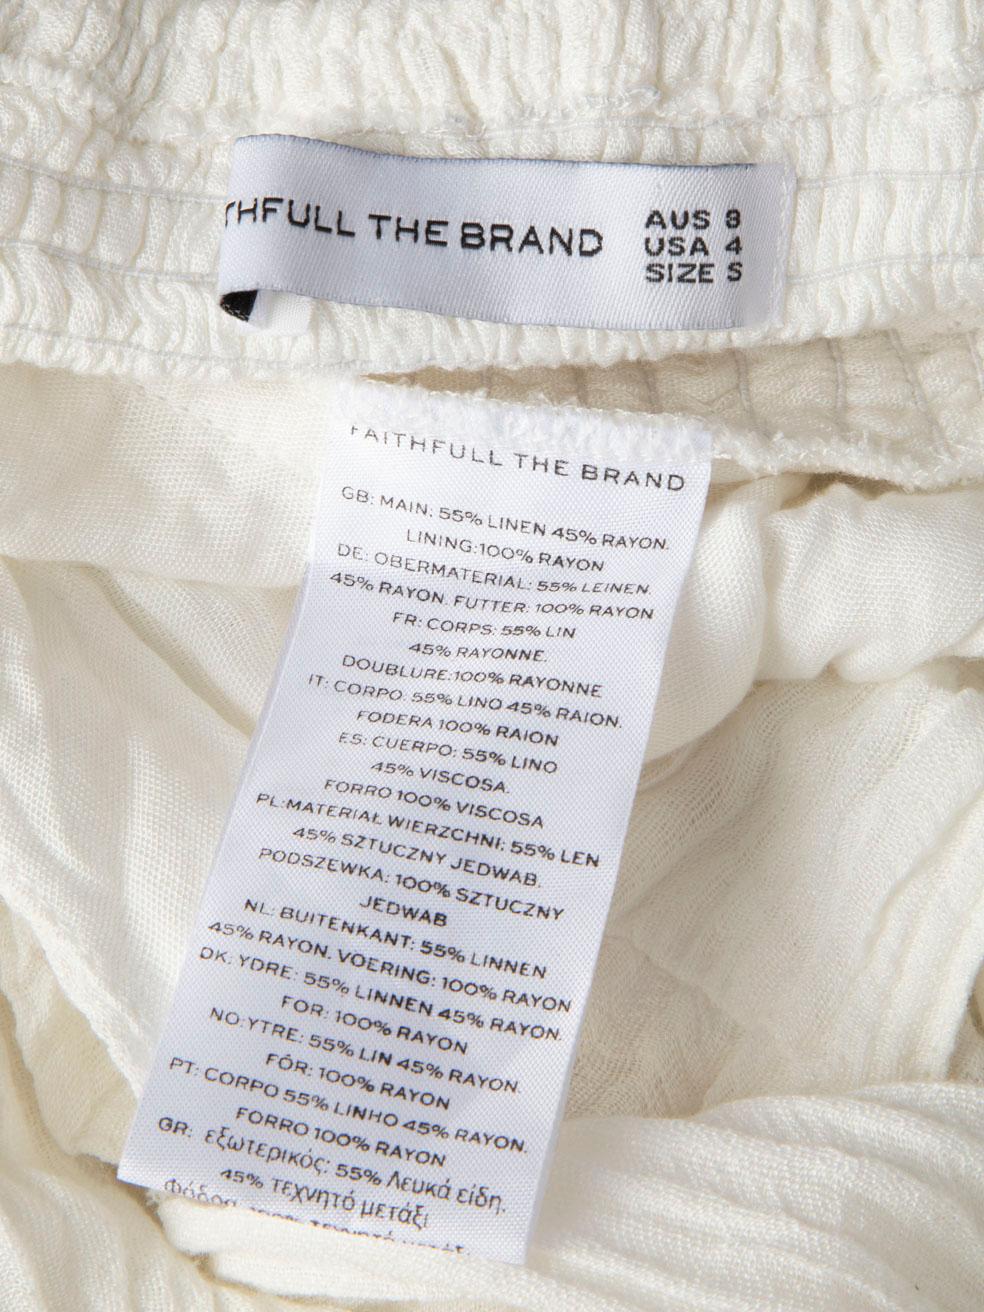 THFULL THE BRAND
AUS 8
USA 4
SIZE S
FAITHFULL THE BRAND
GB: MAIN: 55% LINEN 45% RAYON.
LINING:100% RAYON
DE: OBERMATERIAL: 55% LEINEN
45% RAYON. FUTTER: 100% RAYON
FR: CORPS: 55% LIN
45% RAYONNE.
DOUBLURE:100% RAYONNE
IT: CORPO: 55% LINO 45% RAION.
FODERA 100% RAION
ES: CUERPO: 55% LINO
45% VISCOSA.
FORRO 100% VISCOSA
PL:MATERIAŁ WIERZCHNI: 55% LEN
45% SZTUCZNY JEDWAB.
PODSZEWKA: 100% SZTUCZNY
JEDWAB
NL: BUITENKANT: 55% LINNEN
45% RAYON. VOERING: 100% RAYON
DK: YDRE: 55% LINNEN 45% RAYON.
FOR: 100% RAYON
NO:YTRE: 55% LIN 45% RAYON.
FÔR: 100% RAYON
PT: CORPO 55% LINHO 45% RAYON.
FORRO 100% RAYON
GR: εξωτερικός: 55% Λευκά είδη.
45% τεχνητό μετάξι
Φόδρα 100% τεχνητό μετάξι